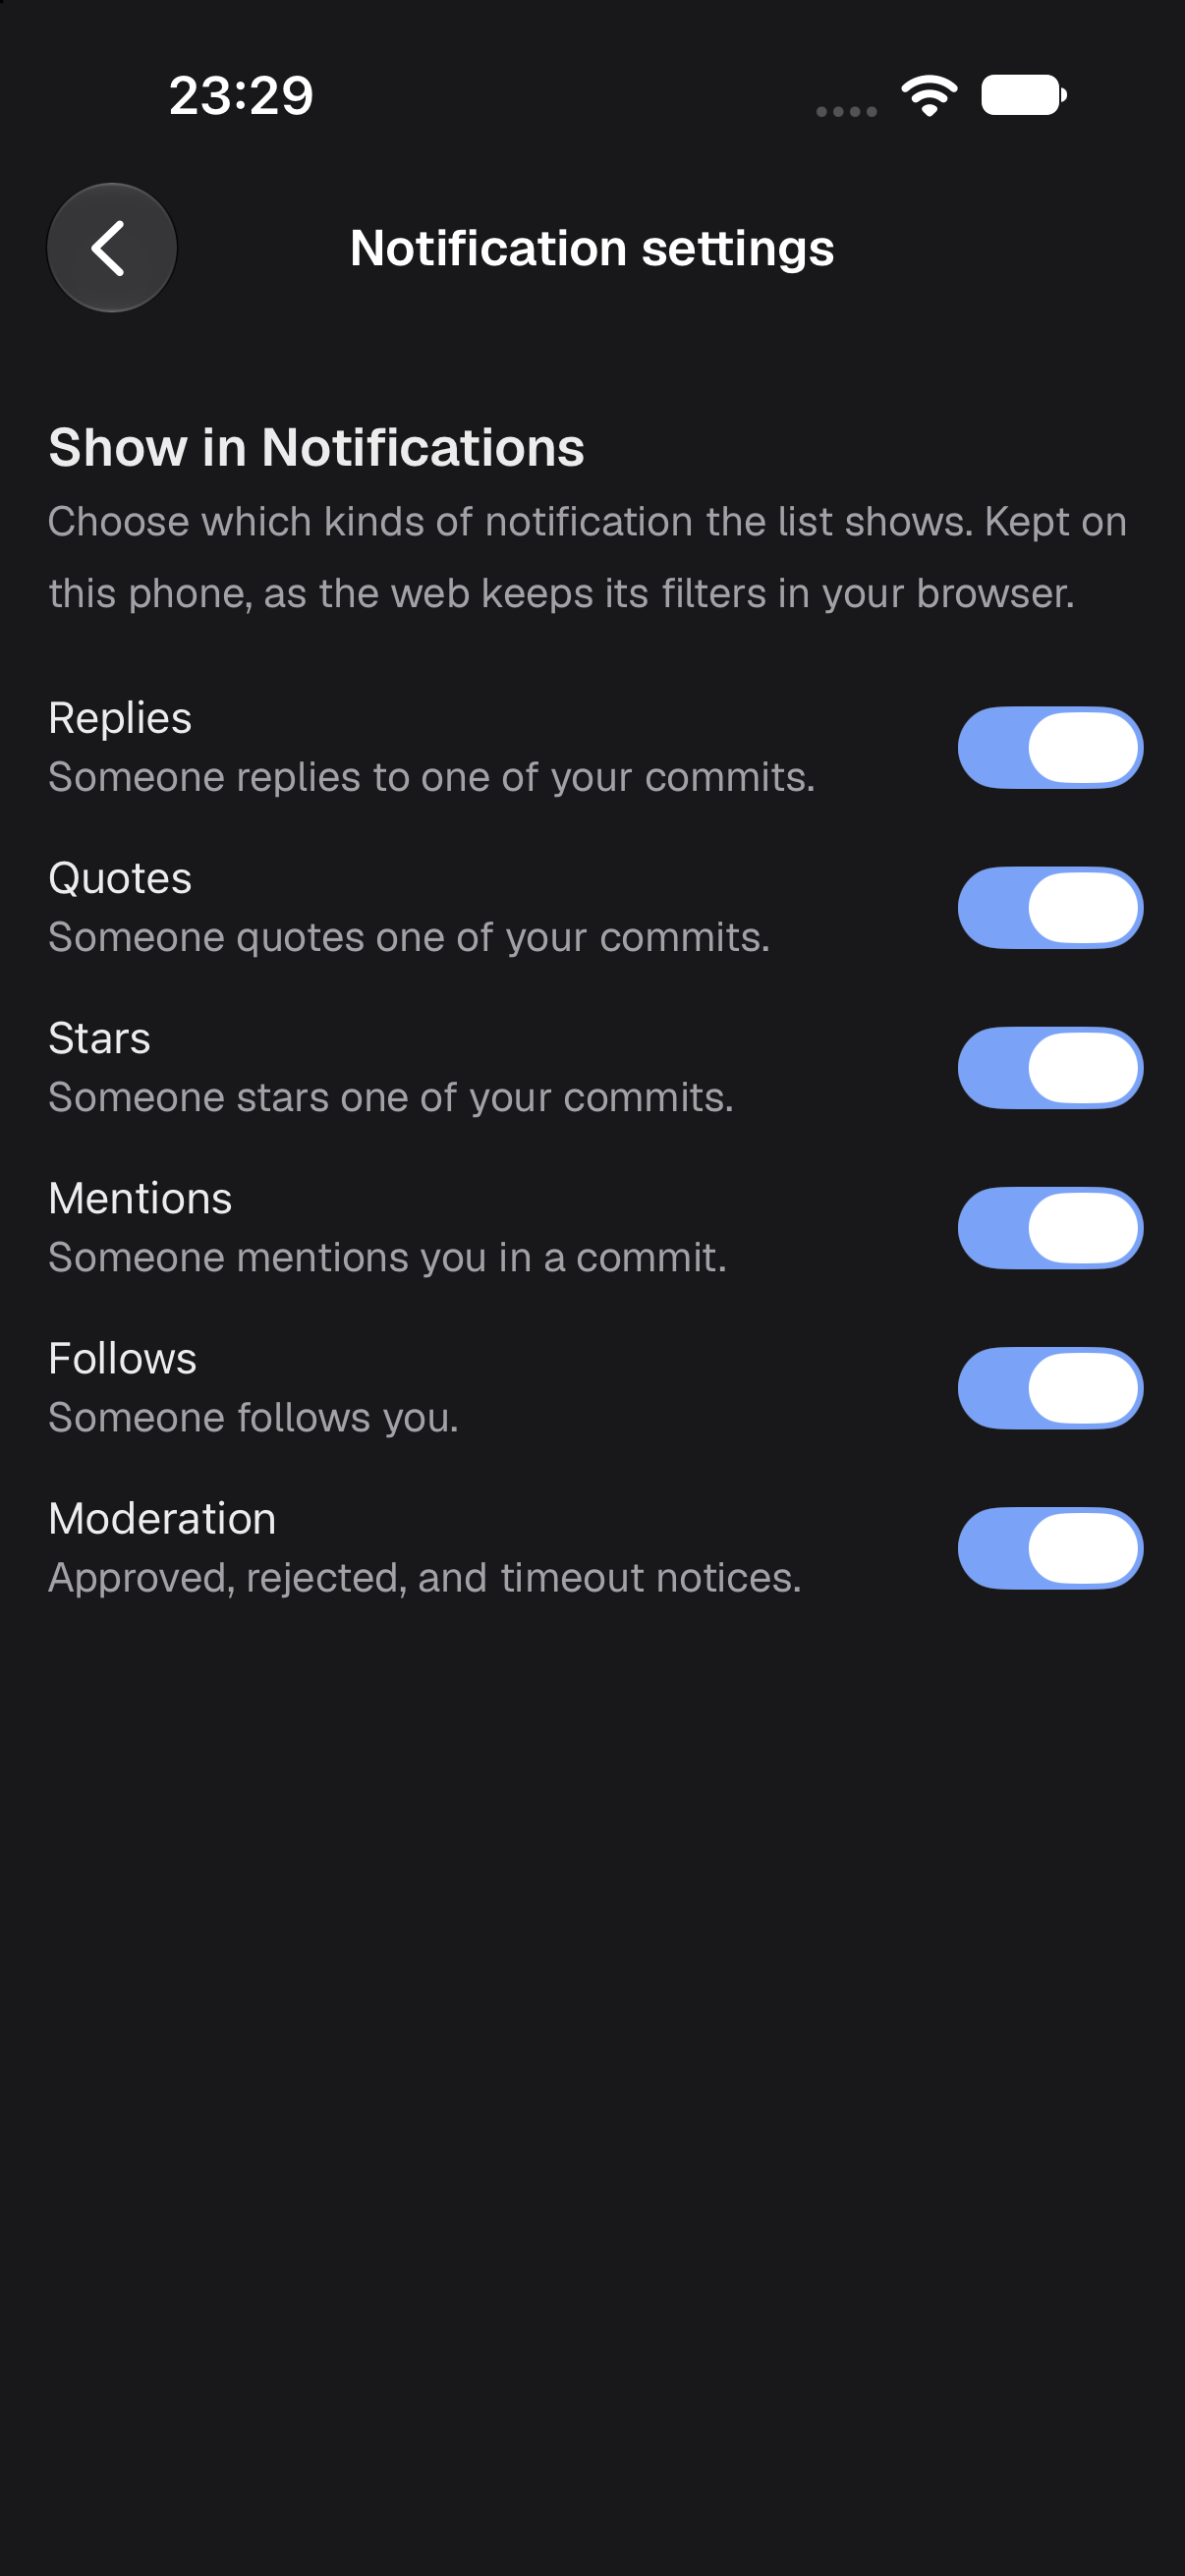 23:29
Notification settings
Show in Notifications
Choose which kinds of notification the list shows. Kept on
this phone, as the web keeps its filters in your browser.
Replies
Someone replies to one of your commits.
Quotes
Someone quotes one of your commits.
Stars
Someone stars one of your commits.
Mentions
Someone mentions you in a commit.
Follows
Someone follows you.
Moderation
Approved, rejected, and timeout notices.